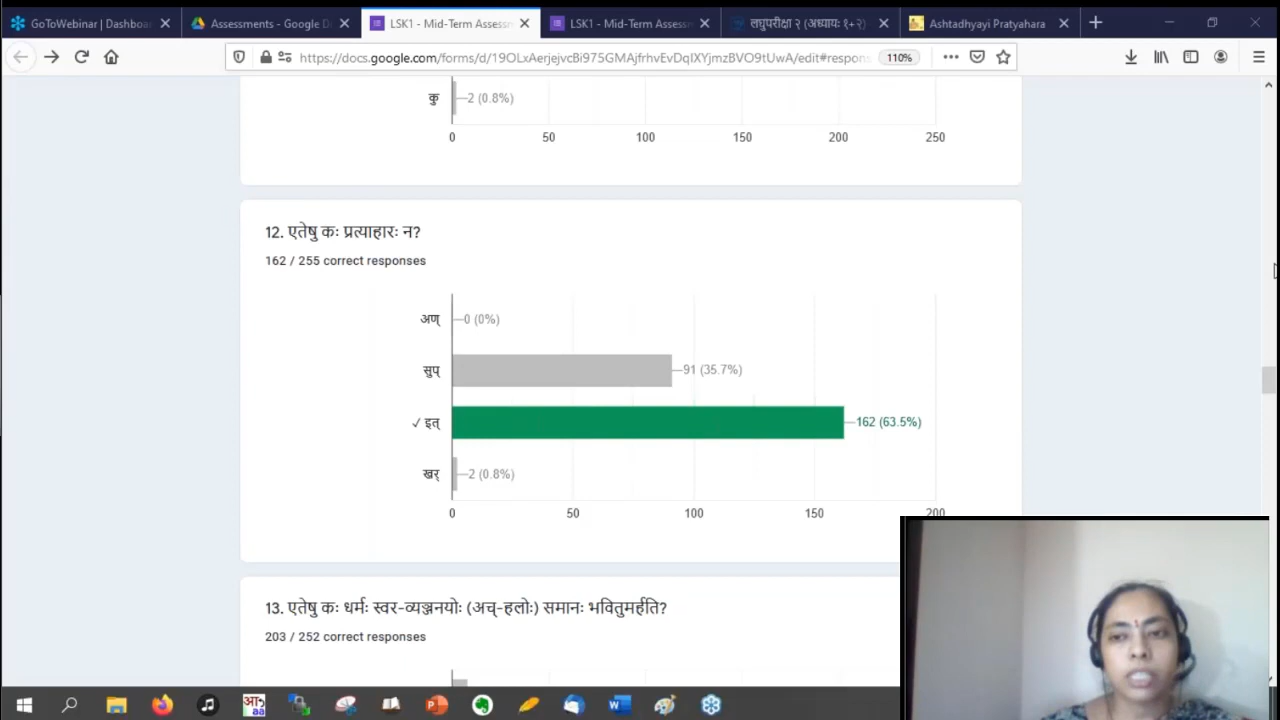 GoToWebinar | Dashboa
Assessments - Google D
LSK1 - Mid-Term Assessm
LSK1 - Mid-Term Assessm
लघुपरीक्षा २ (अध्यायः १+२)
Ashtadhyayi Pratyahara
https://docs.google.com/forms/d/19OLxAerjejvcBi975GMAjfrhvEvDqIXYjmzBVO9tUwA/edit#respon
110%
कु
2 (0.8%)
0 50 100 150 200 250
12. एतेषु कः प्रत्याहारः न?
162 / 255 correct responses
अण् 0 (0%)
सुप् 91 (35.7%)
✓ इत् 162 (63.5%)
खर् 2 (0.8%)
0 50 100 150 200
13. एतेषु कः धर्मः स्वर-व्यञ्जनयोः (अच्-हलोः) समानः भवितुमर्हति?
203 / 252 correct responses